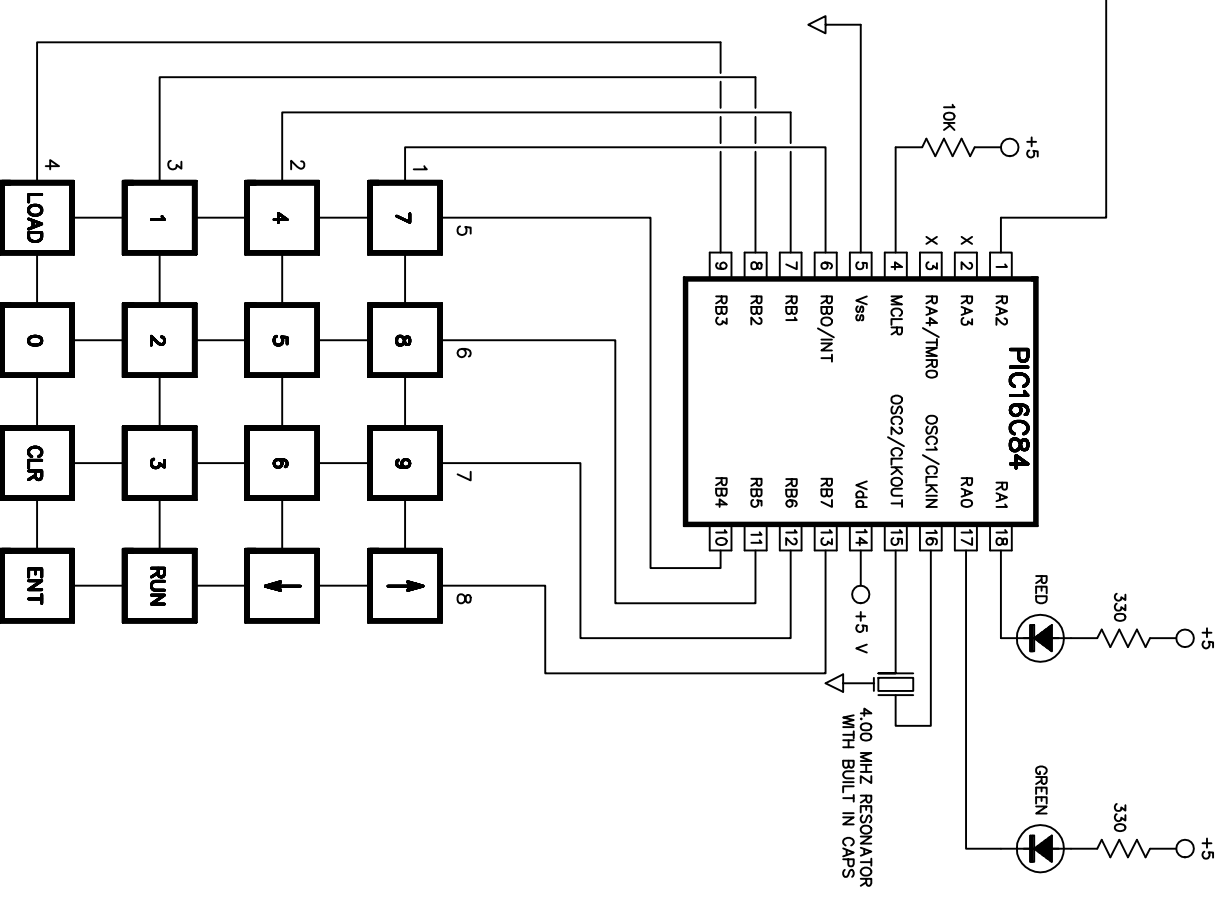 +5 +5
330 330
RED GREEN
+5
PIC16C84
1 RA2 RA1 18
X 2 RA3 RA0 17
10K
X 3 RA4/TMR0 OSC1/CLKIN 16
4 MCLR OSC2/CLKOUT 15
5 Vss Vdd 14 +5 V
4.00 MHZ RESONATOR
WITH BUILT IN CAPS
6 RB0/INT RB7 13
7 RB1 RB6 12
8 RB2 RB5 11
9 RB3 RB4 10
5 6 7 8
1 7 8 9 ↑
2 4 5 6 ↓
3 1 2 3 RUN
4 LOAD 0 CLR ENT